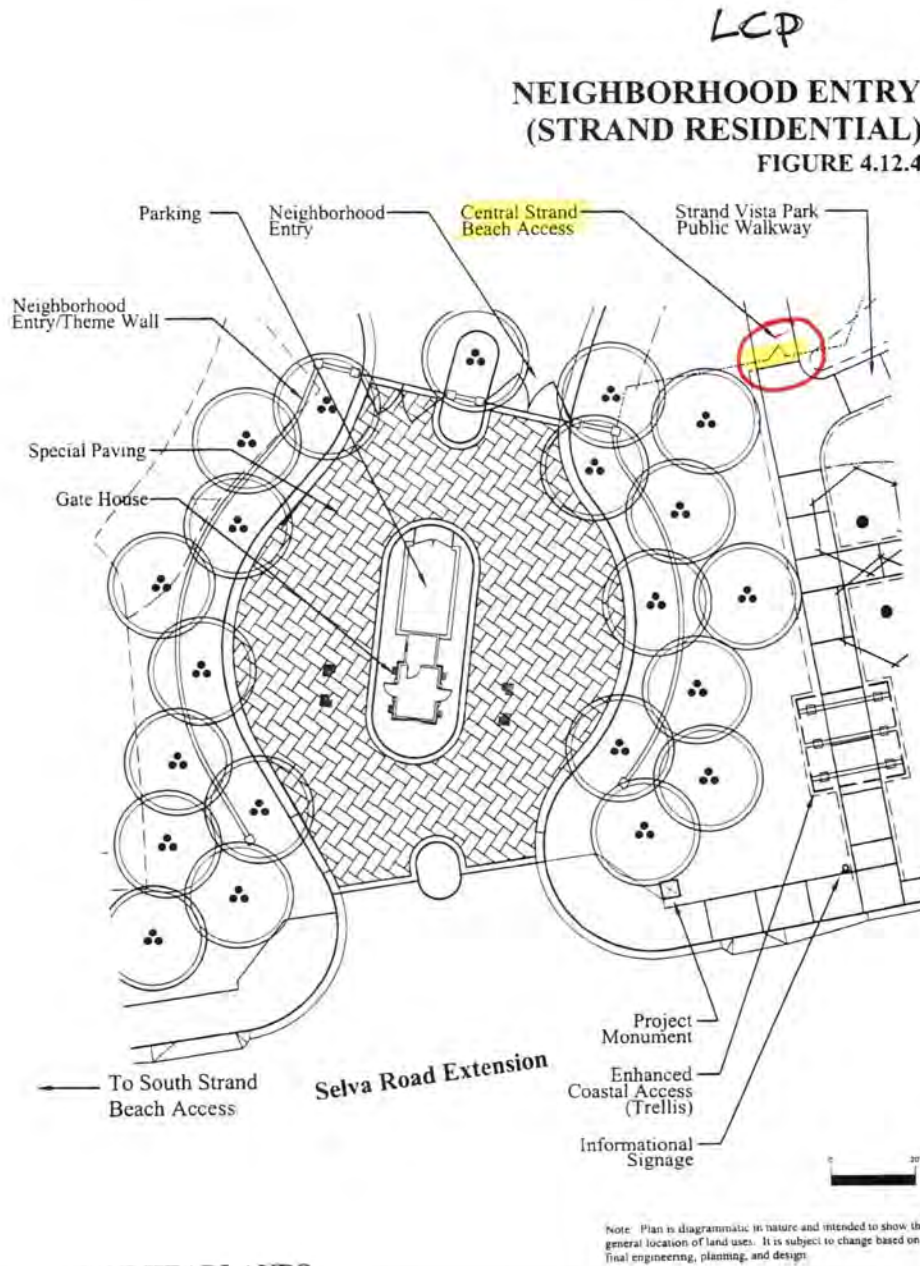 LCP
NEIGHBORHOOD ENTRY
(STRAND RESIDENTIAL)
FIGURE 4.12.4
Parking
Neighborhood
Entry
Central Strand
Beach Access
Strand Vista Park
Public Walkway
Neighborhood
Entry/Theme Wall
Special Paving
Gate House
Project
Monument
Enhanced
Coastal Access
(Trellis)
Informational
Signage
Selva Road Extension
To South Strand
Beach Access
0 20
Note: Plan is diagrammatic in nature and intended to show th
general location of land uses. It is subject to change based on
final engineering, planning, and design